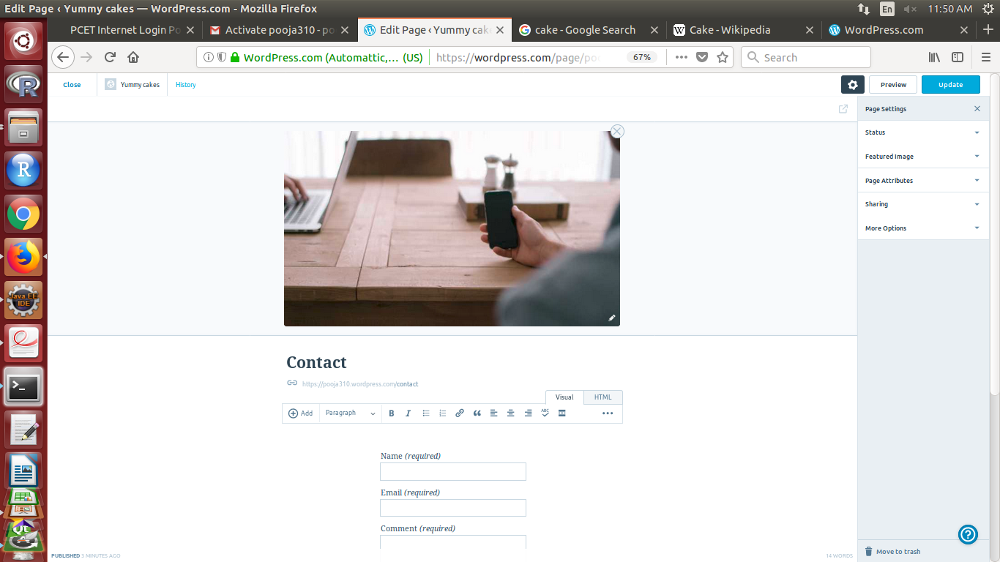 Edit Page ‹ Yummy cakes — WordPress.com - Mozilla Firefox
En
11:50 AM
PCET Internet Login Po
Activate pooja310 - po
Edit Page ‹ Yummy cak
cake - Google Search
Cake - Wikipedia
WordPress.com
WordPress.com (Automattic,... (US)
https://wordpress.com/page/po
67%
Search
Close
Yummy cakes
History
Preview
Update
Page Settings
Status
Featured Image
Page Attributes
Sharing
More Options
Contact
https://pooja310.wordpress.com/contact
Visual
HTML
Add
Paragraph
B
I
ABC
Name (required)
Email (required)
Comment (required)
PUBLISHED 3 MINUTES AGO
14 WORDS
Move to trash
R
R
Java EE
IDE